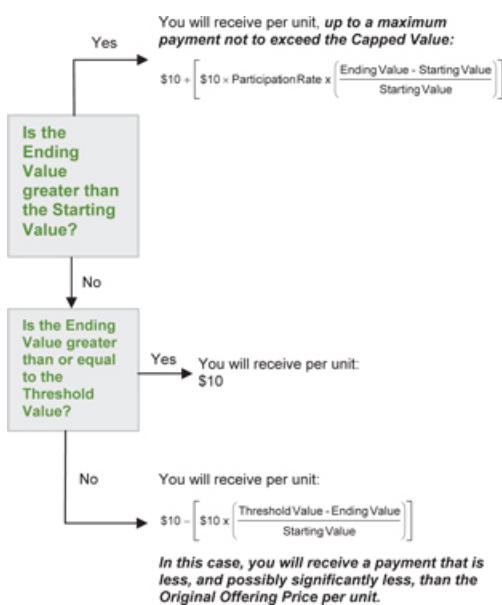 You will receive per unit, up to a maximum
payment not to exceed the Capped Value:
Yes
$10 + [ $10 × Participation Rate x ( Ending Value - Starting Value / Starting Value ) ]
Is the
Ending
Value
greater than
the Starting
Value?
No
Is the Ending
Value greater
than or equal
to the
Threshold
Value?
Yes
You will receive per unit:
$10
No
You will receive per unit:
$10 – [ $10 x ( Threshold Value - Ending Value / Starting Value ) ]
In this case, you will receive a payment that is
less, and possibly significantly less, than the
Original Offering Price per unit.